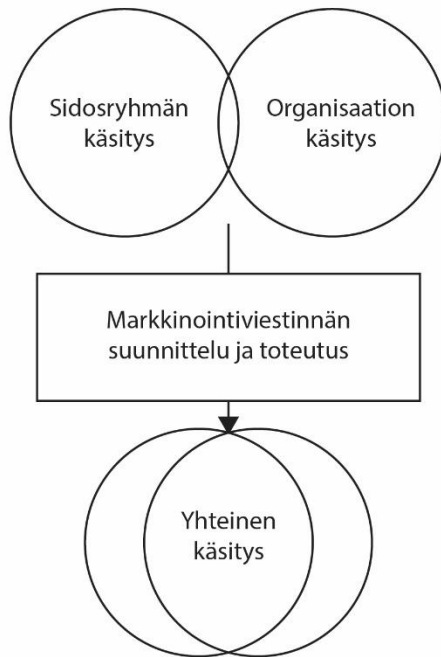 Sidosryhmän
käsitys
Organisaation
käsitys
Markkinointiviestinnän
suunnittelu ja toteutus
Yhteinen
käsitys